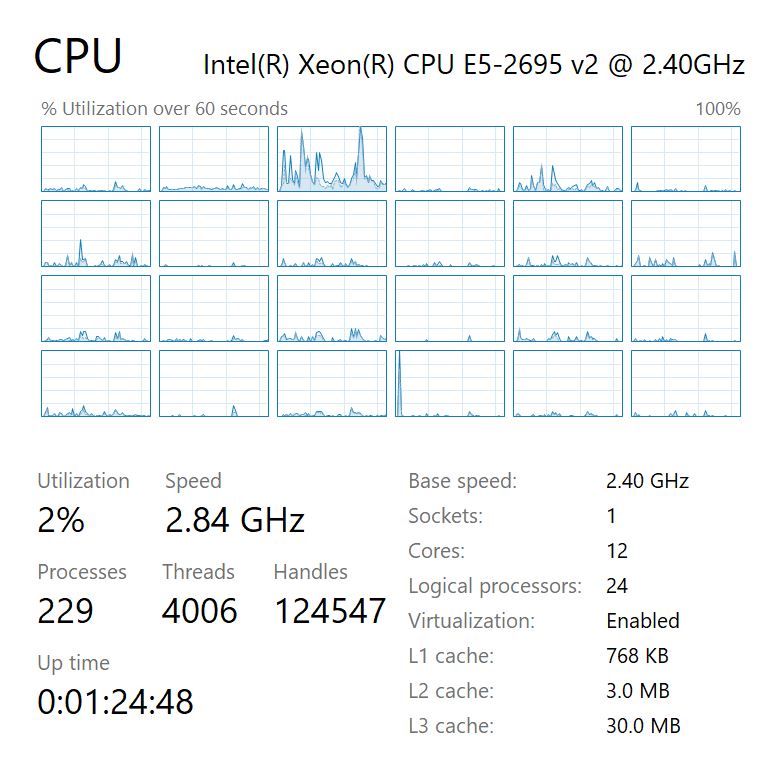 CPU
Intel(R) Xeon(R) CPU E5-2695 v2 @ 2.40GHz
% Utilization over 60 seconds 100%
Utilization Speed
2% 2.84 GHz
Processes Threads Handles
229 4006 124547
Up time
0:01:24:48
Base speed: 2.40 GHz
Sockets: 1
Cores: 12
Logical processors: 24
Virtualization: Enabled
L1 cache: 768 KB
L2 cache: 3.0 MB
L3 cache: 30.0 MB